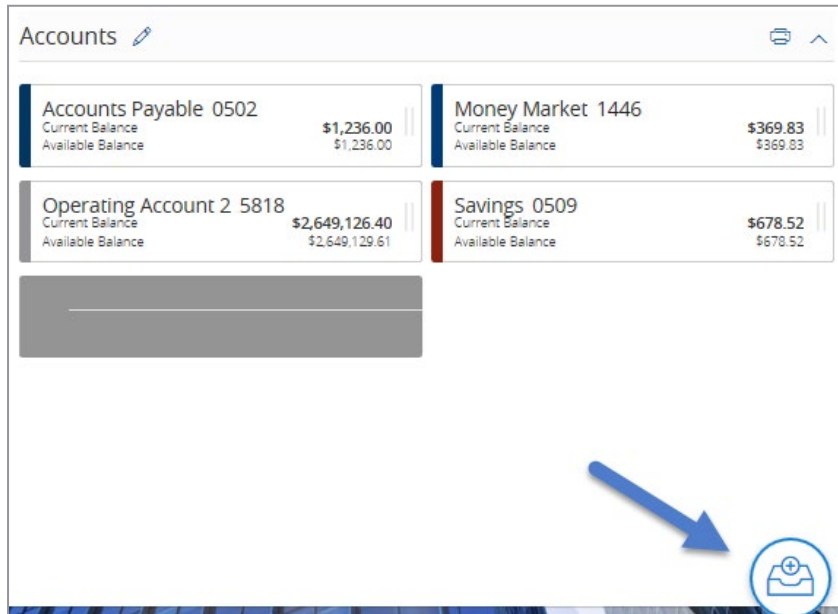 Accounts
Accounts Payable 0502
Current Balance $1,236.00
Available Balance $1,236.00
Money Market 1446
Current Balance $369.83
Available Balance $369.83
Operating Account 2 5818
Current Balance $2,649,126.40
Available Balance $2,649,129.61
Savings 0509
Current Balance $678.52
Available Balance $678.52